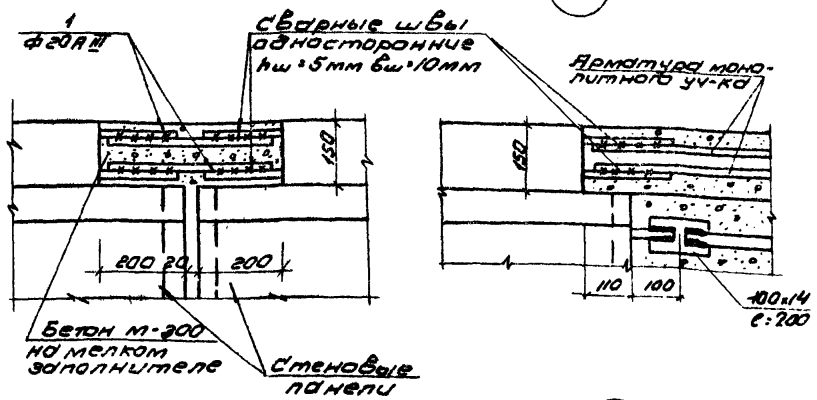 1
ф20АIII
Сварные швы
односторонние
hш=5мм bш=10мм
Арматура моно-
литного уч-ка
150
150
200 20 200
110 100
100х14
ℓ=200
Бетон М-200
на мелком
заполнителе
Стеновые
панели